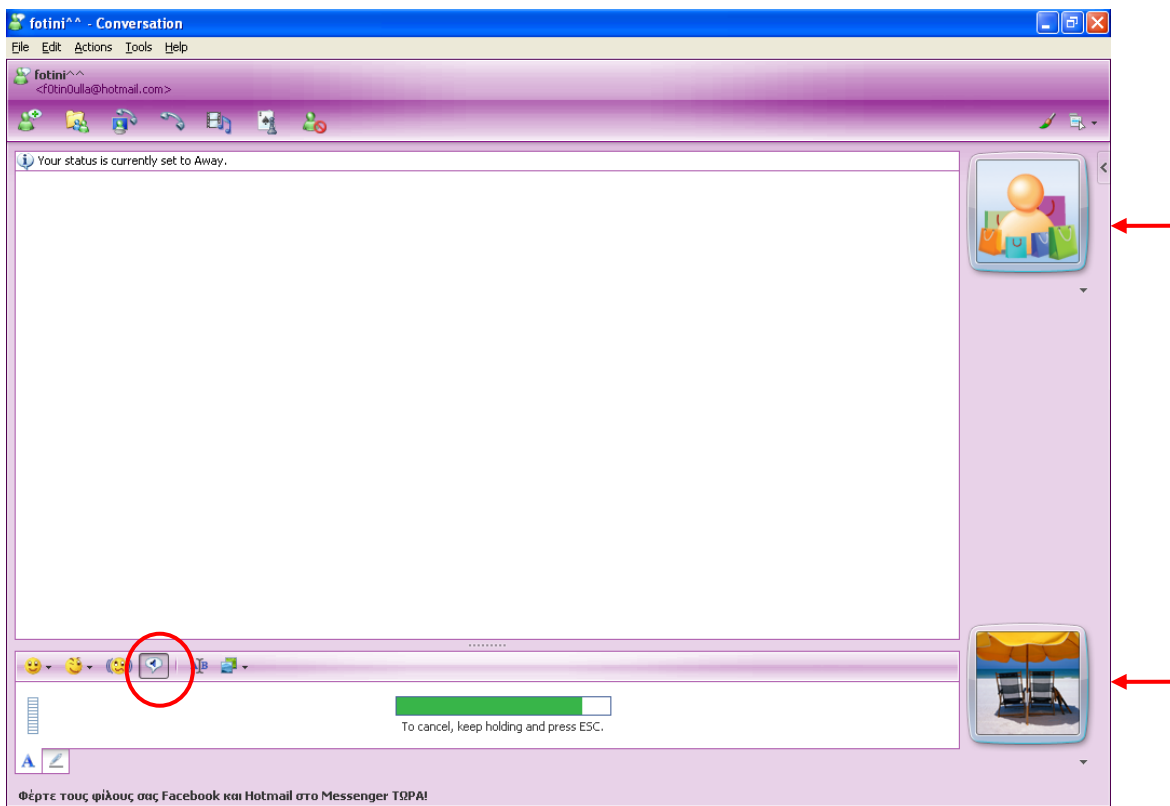 fotini^^ - Conversation
File Edit Actions Tools Help
fotini^^
<f0tin0ulla@hotmail.com>
Your status is currently set to Away.
To cancel, keep holding and press ESC.
A
Φέρτε τους φίλους σας Facebook και Hotmail στο Messenger ΤΩΡΑ!